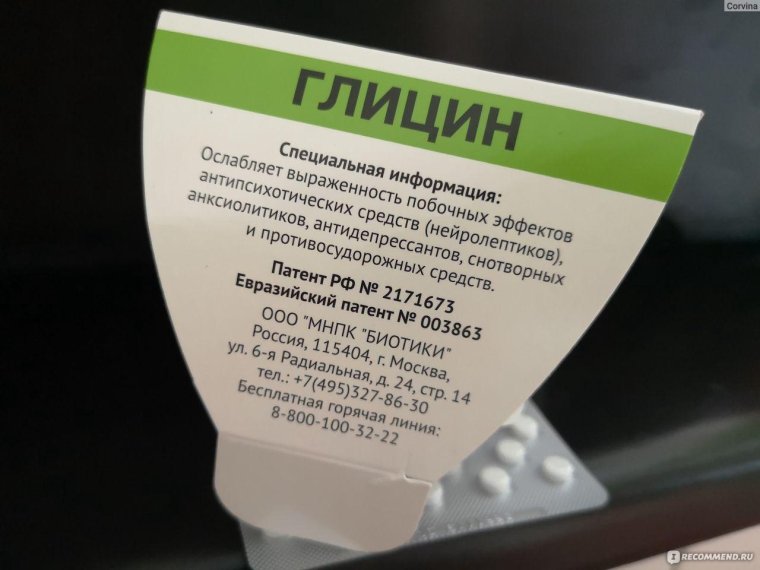 Corvina
ГЛИЦИН
Специальная информация:
Ослабляет выраженность побочных эффектов
антипсихотических средств (нейролептиков),
анксиолитиков, антидепрессантов, снотворных
и противосудорожных средств.
Патент РФ № 2171673
Евразийский патент № 003863
ООО "МНПК "БИОТИКИ"
Россия, 115404, г. Москва,
ул. 6-я Радиальная, д. 24, стр. 14
тел.: +7(495)327-86-30
Бесплатная горячая линия:
8-800-100-32-22
IRECOMMEND.RU